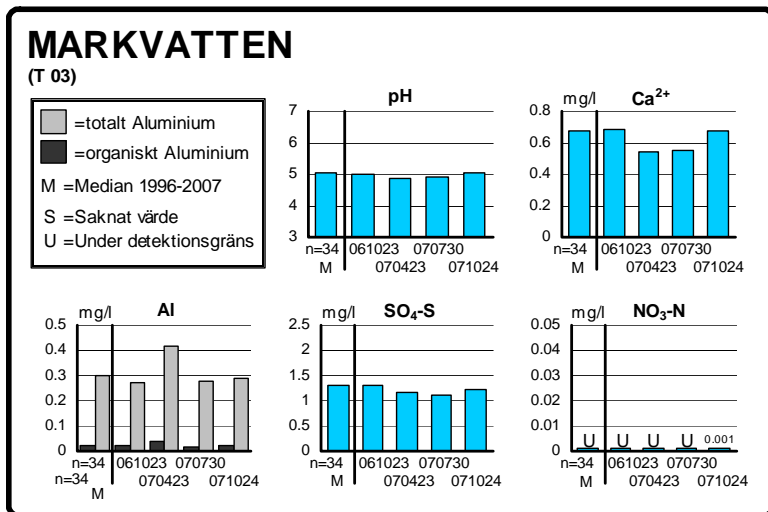 MARKVATTEN
(T 03)
=totalt Aluminium
=organiskt Aluminium
M =Median 1996-2007
S =Saknat värde
U =Under detektionsgräns
pH
7
6
5
4
3
n=34 061023 070730
M 070423 071024
mg/l Ca²⁺
0.8
0.6
0.4
0.2
0
n=34 061023 070730
M 070423 071024
mg/l Al
0.5
0.4
0.3
0.2
0.1
0
n=34 061023 070730
n=34 070423 071024
M
mg/l SO₄-S
2.5
2
1.5
1
0.5
0
n=34 061023 070730
M 070423 071024
mg/l NO₃-N
0.05
0.04
0.03
0.02
0.01
0
U U U U 0.001
n=34 061023 070730
M 070423 071024